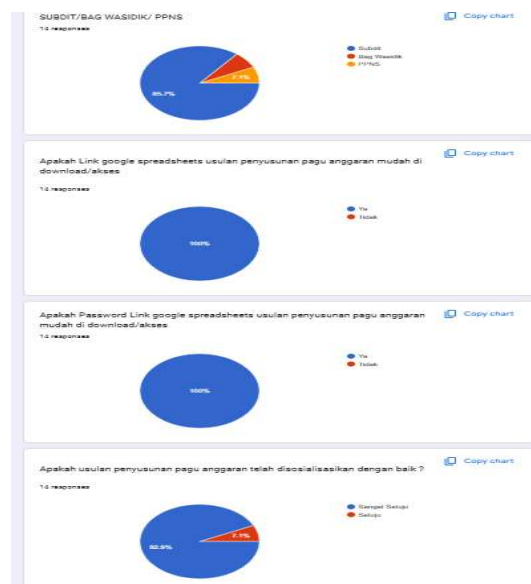 SUBDIT/BAG WASIDIK/ PPNS
Copy chart
14 responses
Subdit
Bag Wasidik
PPNS
7.1%
85.7%
Apakah Link google spreadsheets usulan penyusunan pagu anggaran mudah di
download/akses
Copy chart
14 responses
Ya
Tidak
100%
Apakah Password Link google spreadsheets usulan penyusunan pagu anggaran
mudah di download/akses
Copy chart
14 responses
Ya
Tidak
100%
Apakah usulan penyusunan pagu anggaran telah disosialisasikan dengan baik ?
Copy chart
14 responses
Sangat Setuju
Setuju
7.1%
92.9%